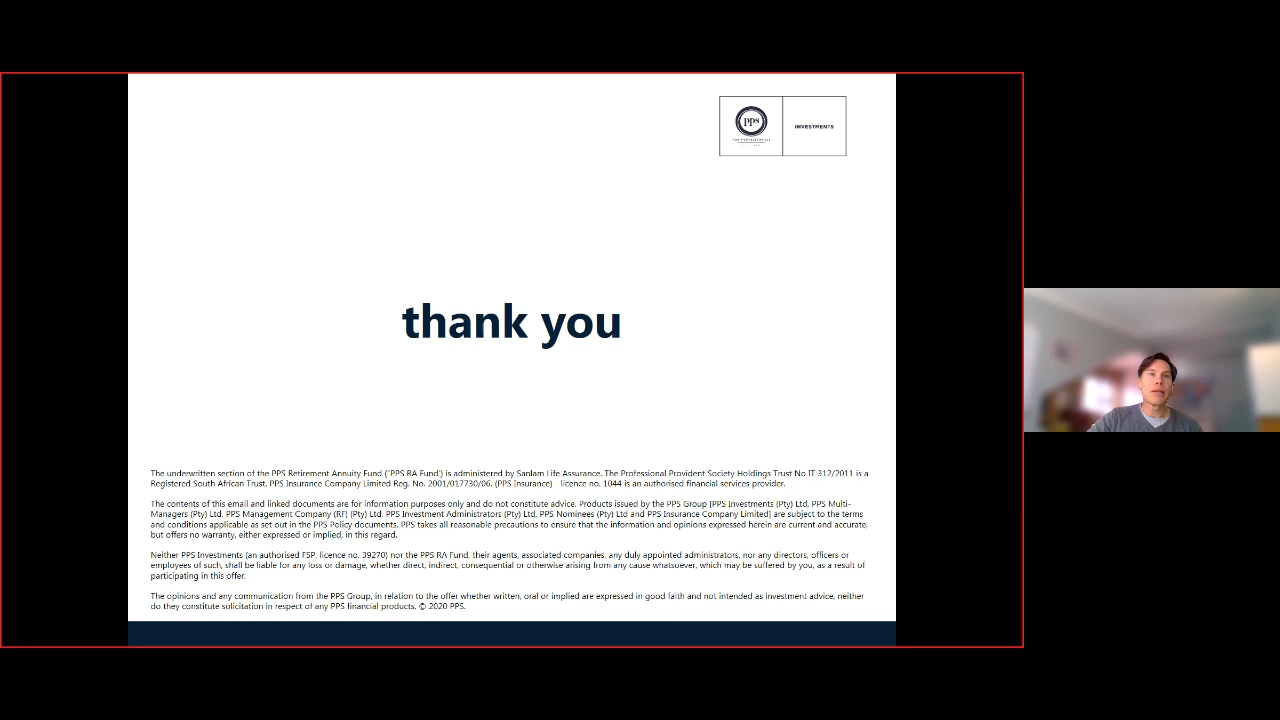 pps
INVESTMENTS
FOR PROFESSIONALS
thank you
The underwritten section of the PPS Retirement Annuity Fund ("PPS RA Fund") is administered by Sanlam Life Assurance. The Professional Provident Society Holdings Trust No IT 312/2011 is a
Registered South African Trust. PPS Insurance Company Limited Reg. No. 2001/017730/06. (PPS Insurance) licence no. 1044 is an authorised financial services provider.
The contents of this email and linked documents are for information purposes only and do not constitute advice. Products issued by the PPS Group [PPS Investments (Pty) Ltd, PPS Multi-
Managers (Pty) Ltd, PPS Management Company (RF) (Pty) Ltd, PPS Investment Administrators (Pty) Ltd, PPS Nominees (Pty) Ltd and PPS Insurance Company Limited] are subject to the terms
and conditions applicable as set out in the PPS Policy documents. PPS takes all reasonable precautions to ensure that the information and opinions expressed herein are current and accurate,
but offers no warranty, either expressed or implied, in this regard.
Neither PPS Investments (an authorised FSP, licence no. 39270) nor the PPS RA Fund, their agents, associated companies, any duly appointed administrators, nor any directors, officers or
employees of such, shall be liable for any loss or damage, whether direct, indirect, consequential or otherwise arising from any cause whatsoever, which may be suffered by you, as a result of
participating in this offer.
The opinions and any communication from the PPS Group, in relation to the offer whether written, oral or implied are expressed in good faith and not intended as investment advice, neither
do they constitute solicitation in respect of any PPS financial products. © 2020 PPS.